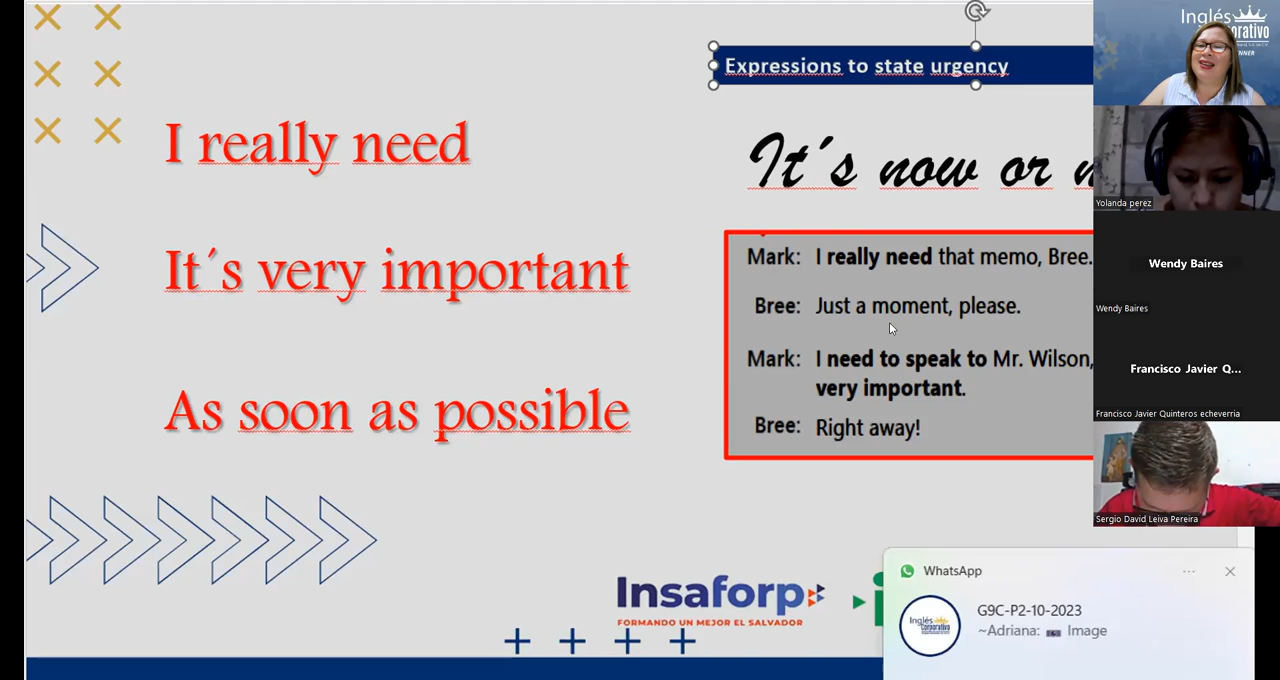 Expressions to state urgency
I really need
It´s very important
As soon as possible
It´s now or
Mark: I really need that memo, Bree.
Bree: Just a moment, please.
Mark: I need to speak to Mr. Wilson,
very important.
Bree: Right away!
Insaforp
FORMANDO UN MEJOR EL SALVADOR
Inglés
Yolanda perez
Wendy Baires
Wendy Baires
Francisco Javier Q...
Francisco Javier Quinteros echeverria
Sergio David Leiva Pereira
WhatsApp
G9C-P2-10-2023
~Adriana: Image
Inglés
Corporativo